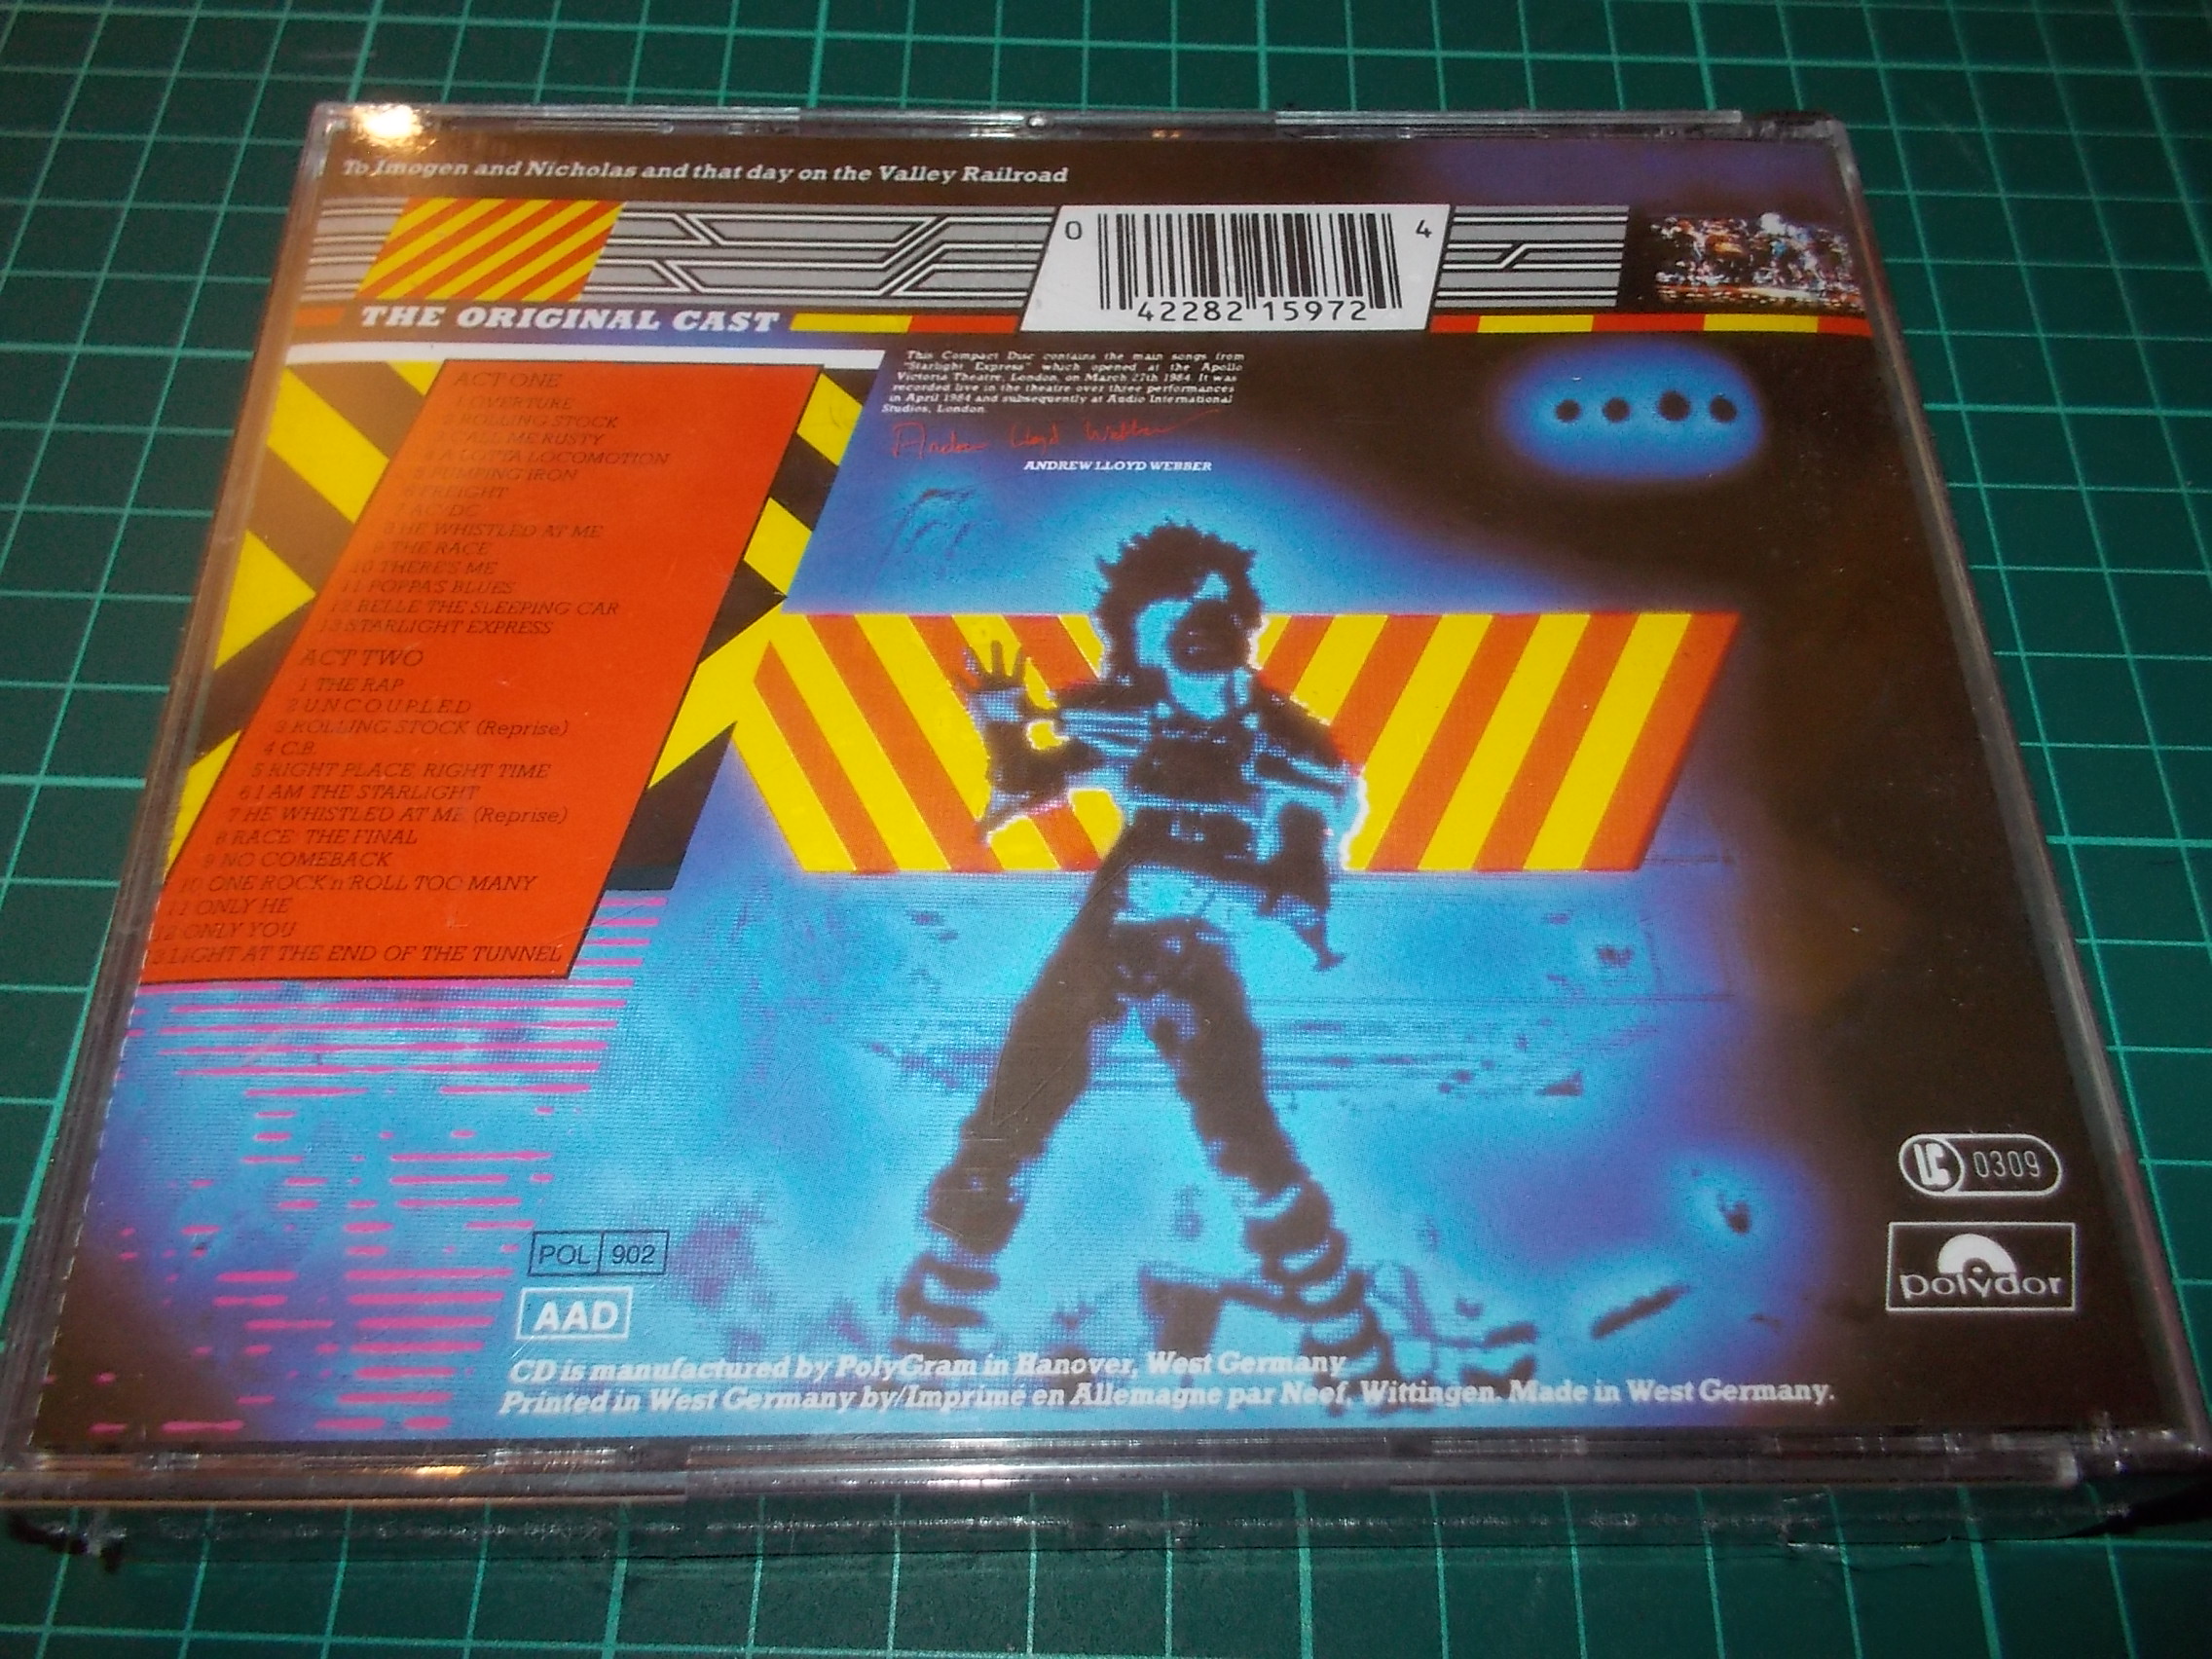 To Imogen and Nicholas and that day on the Valley Railroad
0 42282 15972 4
THE ORIGINAL CAST
ACT ONE
1 OVERTURE
2 ROLLING STOCK
3 CALL ME RUSTY
4 A LOTTA LOCOMOTION
5 PUMPING IRON
6 FREIGHT
7 AC/DC
8 HE WHISTLED AT ME
9 THE RACE
10 THERE'S ME
11 POPPA'S BLUES
12 BELLE THE SLEEPING CAR
13 STARLIGHT EXPRESS
ACT TWO
1 THE RAP
2 U.N.C.O.U.P.L.E.D
3 ROLLING STOCK (Reprise)
4 C.B.
5 RIGHT PLACE, RIGHT TIME
6 I AM THE STARLIGHT
7 HE WHISTLED AT ME (Reprise)
8 RACE: THE FINAL
9 NO COMEBACK
10 ONE ROCK 'n' ROLL TOO MANY
11 ONLY HE
12 ONLY YOU
13 LIGHT AT THE END OF THE TUNNEL
This Compact Disc contains the main songs from
"Starlight Express" which opened at the Apollo
Victoria Theatre, London, on March 27th 1984. It was
recorded live in the theatre over three performances
in April 1984 and subsequently at Audio International
Studios, London.
Andrew Lloyd Webber
ANDREW LLOYD WEBBER
LC 0309
polydor
POL 902
AAD
CD is manufactured by PolyGram in Hanover, West Germany
Printed in West Germany by/Imprimé en Allemagne par Neef, Wittingen. Made in West Germany.